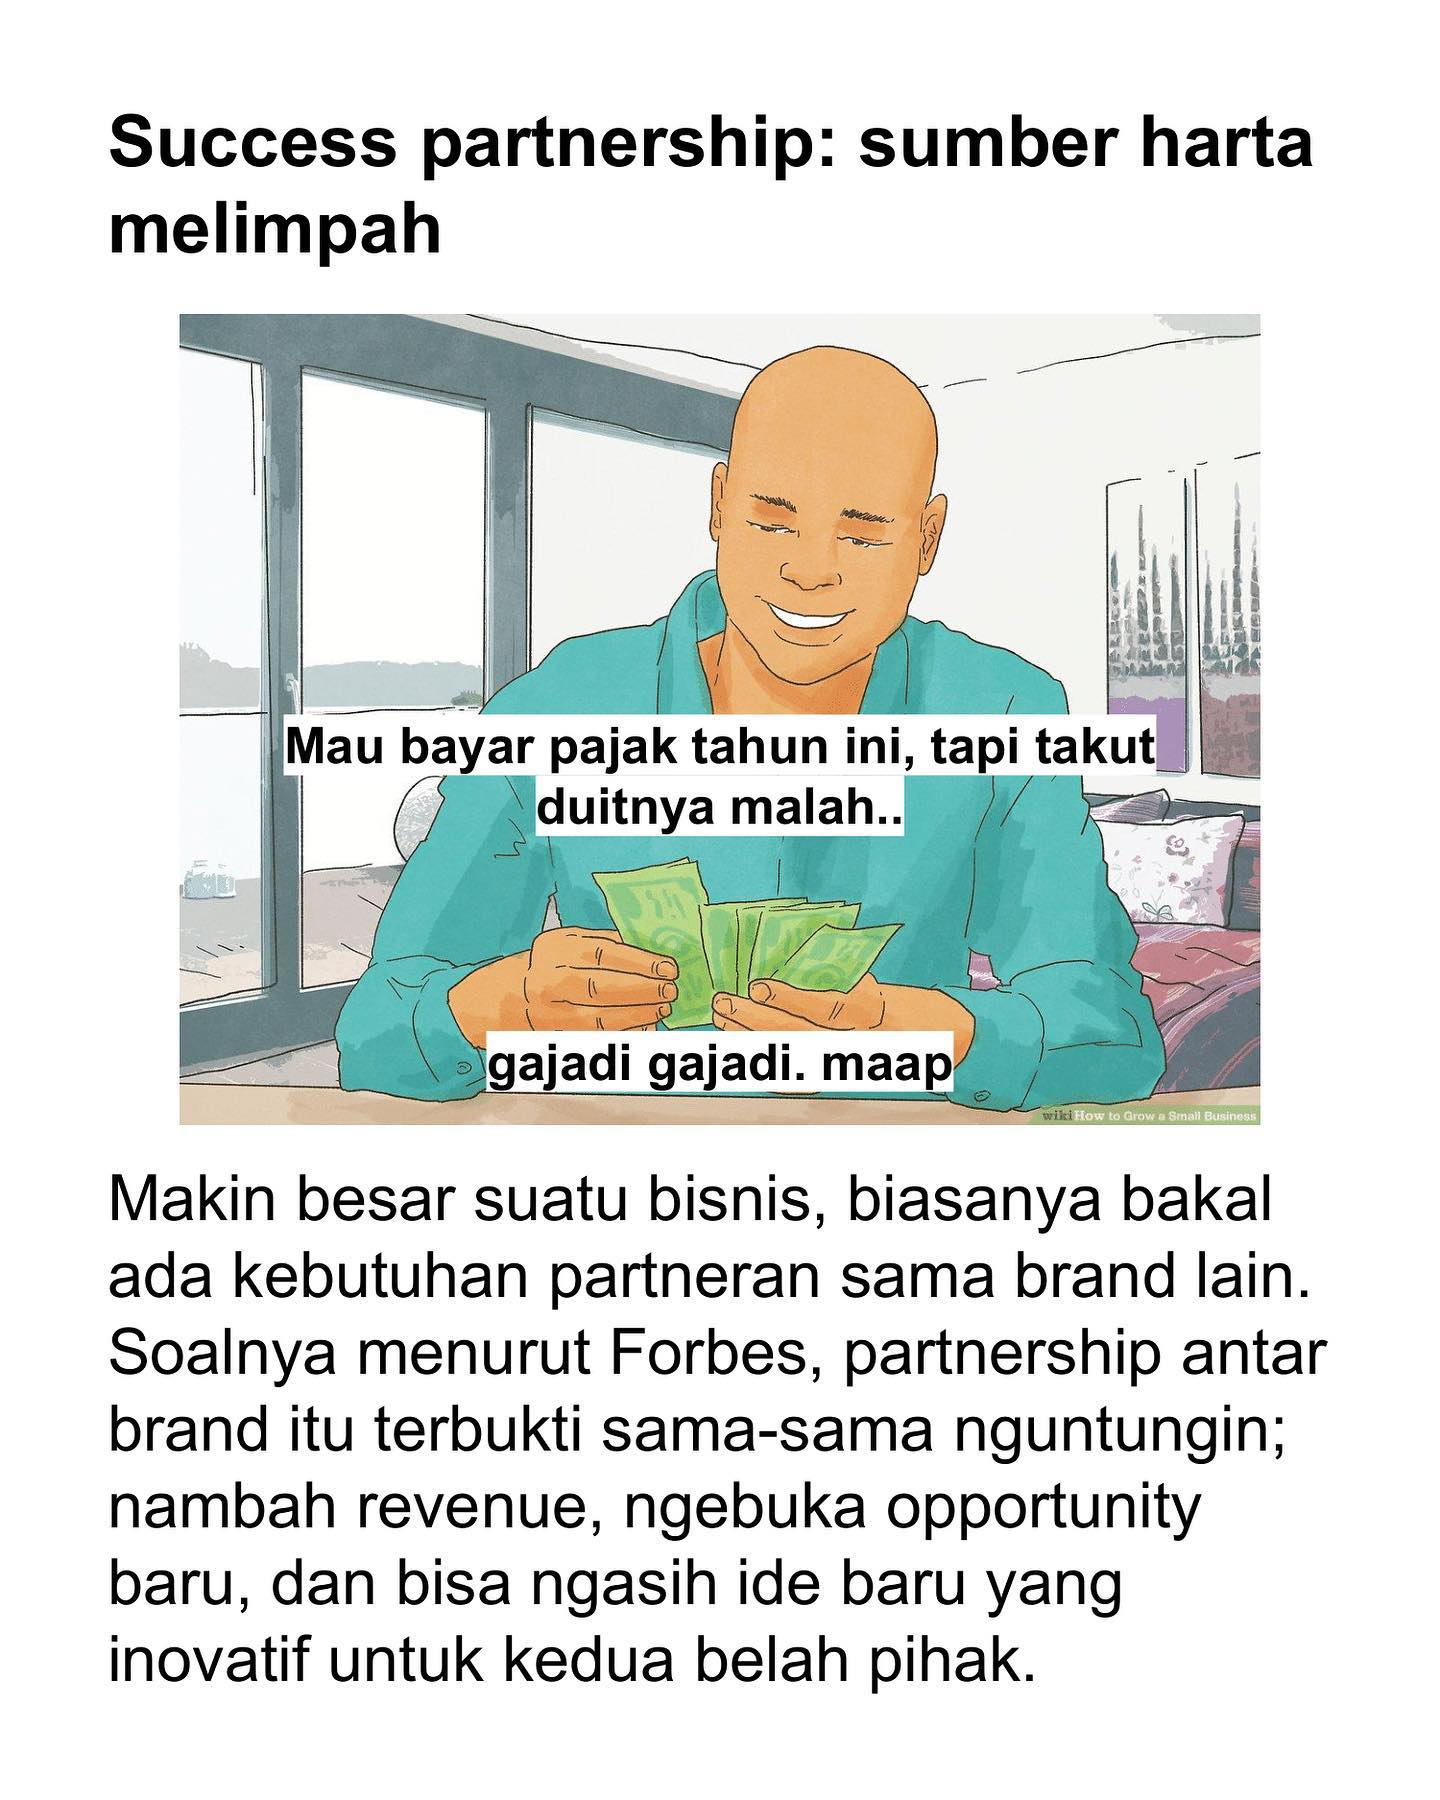 Success partnership: sumber harta
melimpah
Mau bayar pajak tahun ini, tapi takut
duitnya malah..
gajadi gajadi. maap
wikiHow to Grow a Small Business
Makin besar suatu bisnis, biasanya bakal
ada kebutuhan partneran sama brand lain.
Soalnya menurut Forbes, partnership antar
brand itu terbukti sama-sama nguntungin;
nambah revenue, ngebuka opportunity
baru, dan bisa ngasih ide baru yang
inovatif untuk kedua belah pihak.